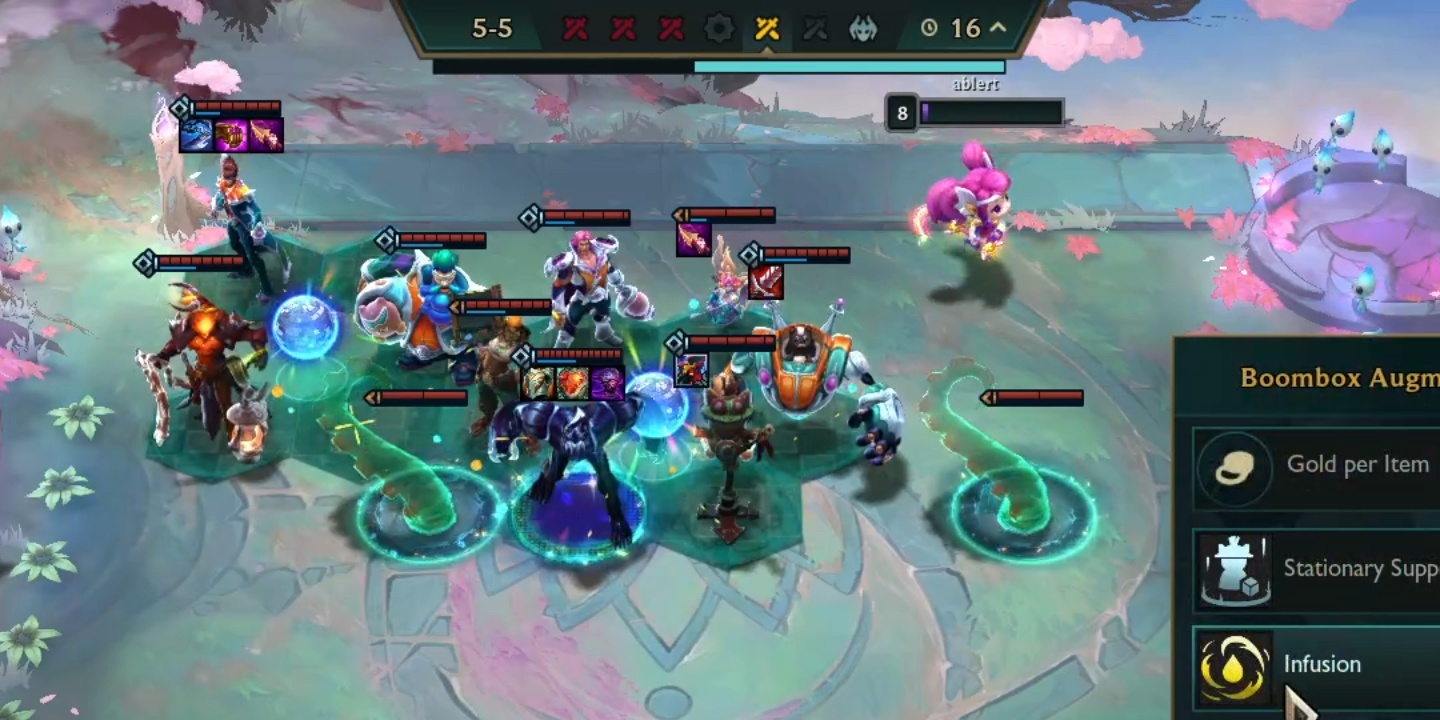 5-5
16
ablert
8
Boombox Augm
Gold per Item
Stationary Supp
Infusion